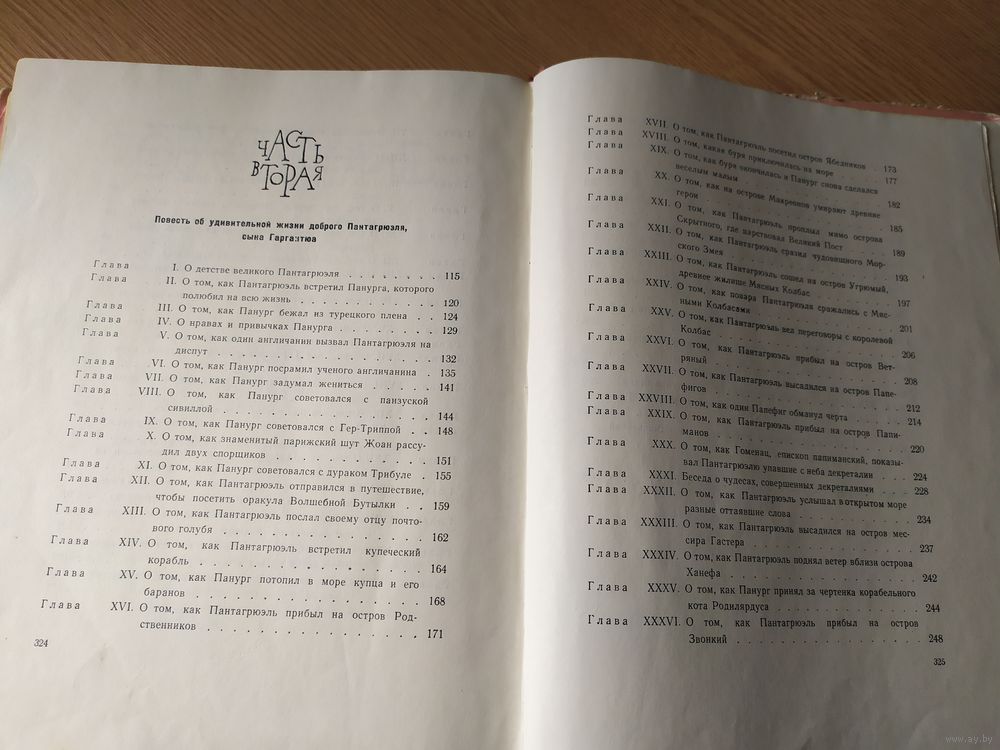 ЧАСТЬ
ВТОРАЯ
Повесть об удивительной жизни доброго Пантагрюэля,
сына Гаргантюа
Глава I. О детстве великого Пантагрюэля . . . . . . . . 115
Глава II. О том, как Пантагрюэль встретил Панурга, которого
полюбил на всю жизнь . . . . . . . . . . . . 120
Глава III. О том, как Панург бежал из турецкого плена . . 124
Глава IV. О нравах и привычках Панурга . . . . . . . . 129
Глава V. О том, как один англичанин вызвал Пантагрюэля на
диспут . . . . . . . . . . . . . . . . . 132
Глава VI. О том, как Панург посрамил ученого англичанина . 135
Глава VII. О том, как Панург задумал жениться . . . . . 141
Глава VIII. О том, как Панург советовался с панзуской
сивиллой . . . . . . . . . . . . . . . . 144
Глава IX. О том, как Панург советовался с Гер-Триппой . . 148
Глава X. О том, как знаменитый парижский шут Жоан рассу-
дил двух спорщиков . . . . . . . . . . . . 151
Глава XI. О том, как Панург советовался с дураком Трибуле . 155
Глава XII. О том, как Пантагрюэль отправился в путешествие,
чтобы посетить оракула Волшебной Бутылки . . 159
Глава XIII. О том, как Пантагрюэль послал своему отцу почто-
вого голубя . . . . . . . . . . . . . . . 162
Глава XIV. О том, как Пантагрюэль встретил купеческий
корабль . . . . . . . . . . . . . . . . . 164
Глава XV. О том, как Панург потопил в море купца и его
баранов . . . . . . . . . . . . . . . . . 168
Глава XVI. О том, как Пантагрюэль прибыл на остров Род-
ственников . . . . . . . . . . . . . . . 171
324
Глава XVII. О том, как Пантагрюэль посетил остров Ябедников . 173
Глава XVIII. О том, какая буря приключилась на море . . . 177
Глава XIX. О том, как буря окончилась и Панург снова сделался
веселым малым . . . . . . . . . . . . . . 182
Глава XX. О том, как на острове Макреонов умирают древние
герои . . . . . . . . . . . . . . . . . . 185
Глава XXI. О том, как Пантагрюэль проплыл мимо острова
Скрытного, где царствовал Великий Пост . . . . 189
Глава XXII. О том, как Пантагрюэль сразил чудовищного Мор-
ского Змея . . . . . . . . . . . . . . . 193
Глава XXIII. О том, как Пантагрюэль сошел на остров Угрюмый,
древнее жилище Мясных Колбас . . . . . . . 197
Глава XXIV. О том, как повара Пантагрюэля сражались с Мяс-
ными Колбасами . . . . . . . . . . . . . 201
Глава XXV. О том, как Пантагрюэль вел переговоры с королевой
Колбас . . . . . . . . . . . . . . . . . 206
Глава XXVI. О том, как Пантагрюэль прибыл на остров Вет-
ряный . . . . . . . . . . . . . . . . . 208
Глава XXVII. О том, как Пантагрюэль высадился на остров Папе-
фигов . . . . . . . . . . . . . . . . . 212
Глава XXVIII. О том, как один Папефиг обманул черта . . . . 214
Глава XXIX. О том, как Пантагрюэль прибыл на остров Папи-
манов . . . . . . . . . . . . . . . . . 220
Глава XXX. О том, как Гоменац, епископ папиманский, показы-
вал Пантагрюэлю упавшие с неба декреталии . . 224
Глава XXXI. Беседа о чудесах, совершенных декреталиями . . . 228
Глава XXXII. О том, как Пантагрюэль услышал в открытом море
разные оттаявшие слова . . . . . . . . . . 234
Глава XXXIII. О том, как Пантагрюэль высадился на остров мес-
сира Гастера . . . . . . . . . . . . . . 237
Глава XXXIV. О том, как Пантагрюэль поднял ветер вблизи острова
Ханефа . . . . . . . . . . . . . . . . . 242
Глава XXXV. О том, как Панург принял за чертенка корабельного
кота Родилярдуса . . . . . . . . . . . . . 244
Глава XXXVI. О том, как Пантагрюэль прибыл на остров
Звонкий . . . . . . . . . . . . . . . . . 248
325
www.ay.by